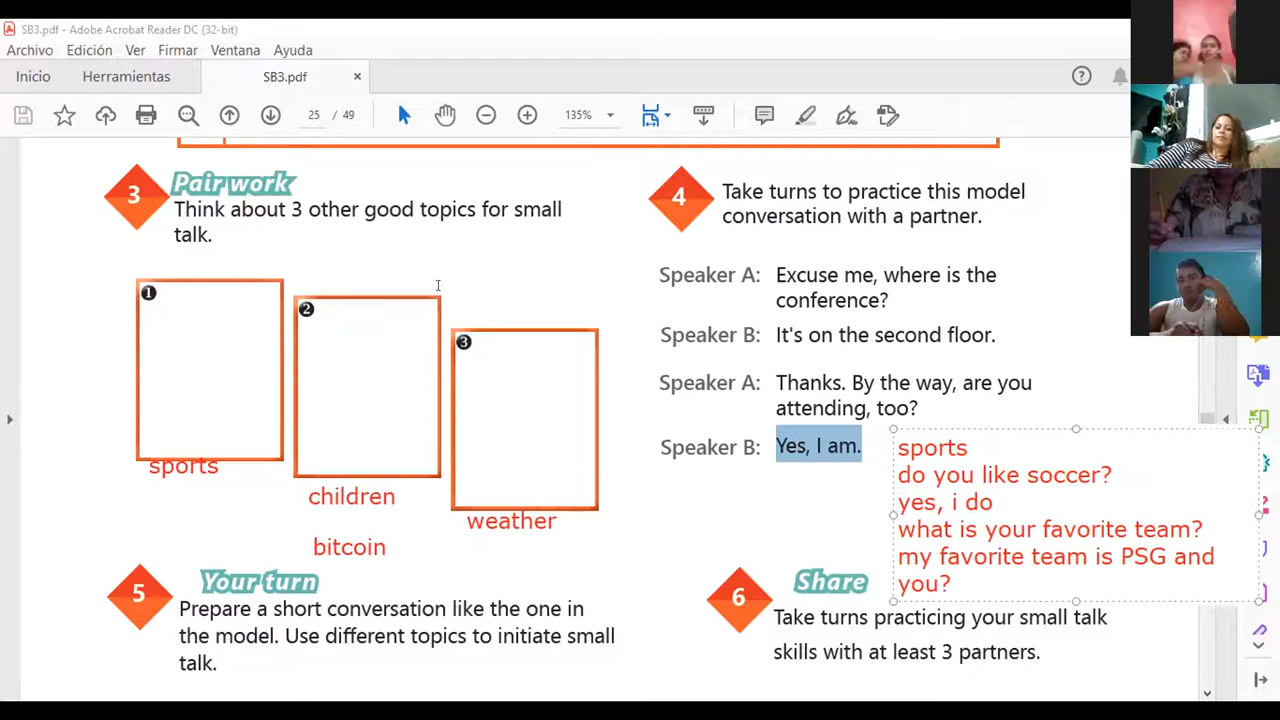 SB3.pdf - Adobe Acrobat Reader DC (32-bit)
Archivo Edición Ver Firmar Ventana Ayuda
Inicio Herramientas SB3.pdf ×
25 / 49 135%
3 Pair work
Think about 3 other good topics for small
talk.
1
2
3
sports
children
weather
bitcoin
4 Take turns to practice this model
conversation with a partner.
Speaker A: Excuse me, where is the
conference?
Speaker B: It's on the second floor.
Speaker A: Thanks. By the way, are you
attending, too?
Speaker B: Yes, I am.
sports
do you like soccer?
yes, i do
what is your favorite team?
my favorite team is PSG and
you?
5 Your turn
Prepare a short conversation like the one in
the model. Use different topics to initiate small
talk.
6 Share
Take turns practicing your small talk
skills with at least 3 partners.